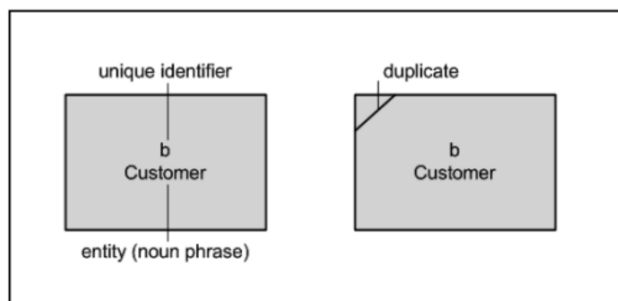 unique identifier
duplicate
b
Customer
b
Customer
entity (noun phrase)